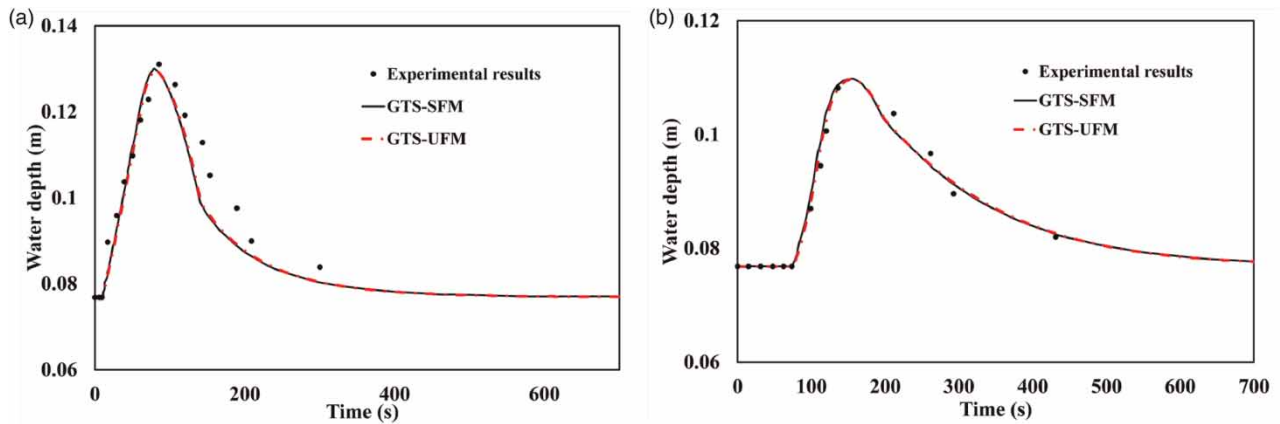 (a)
0.14
0.12
0.1
0.08
0.06
Water depth (m)
Experimental results
GTS-SFM
GTS-UFM
0
200
400
600
Time (s)
(b)
0.12
0.1
0.08
0.06
Water depth (m)
Experimental results
GTS-SFM
GTS-UFM
0
100
200
300
400
500
600
700
Time (s)